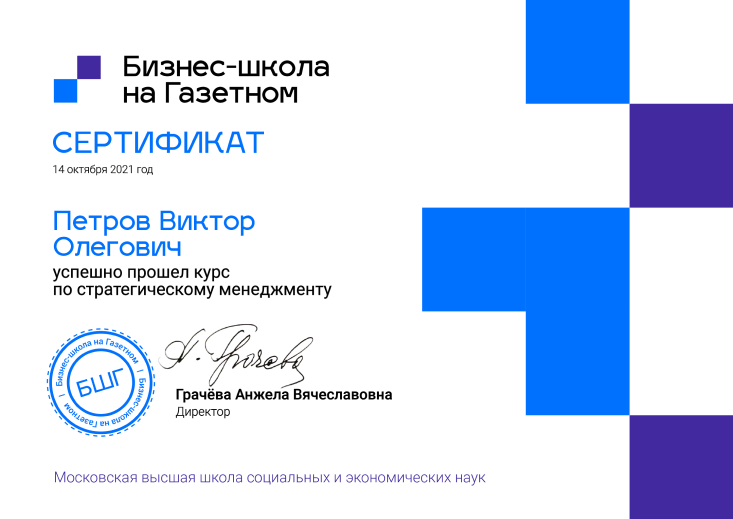 Бизнес-школа
на Газетном
СЕРТИФИКАТ
14 октября 2021 год
Петров Виктор
Олегович
успешно прошел курс
по стратегическому менеджменту
Бизнес-школа на Газетном | Бизнес-школа на Газетном |
БШГ
А. Грачева
Грачёва Анжела Вячеславовна
Директор
Московская высшая школа социальных и экономических наук